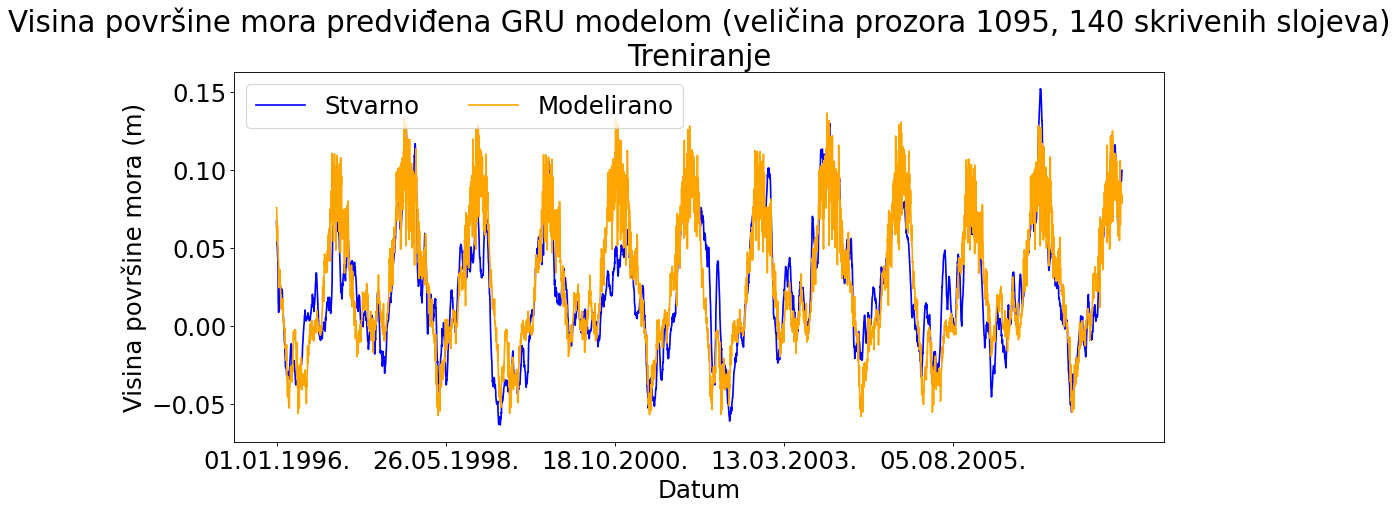 Visina površine mora predviđena GRU modelom (veličina prozora 1095, 140 skrivenih slojeva)
Treniranje
Stvarno
Modelirano
Visina površine mora (m)
0.15
0.10
0.05
0.00
−0.05
01.01.1996.
26.05.1998.
18.10.2000.
13.03.2003.
05.08.2005.
Datum